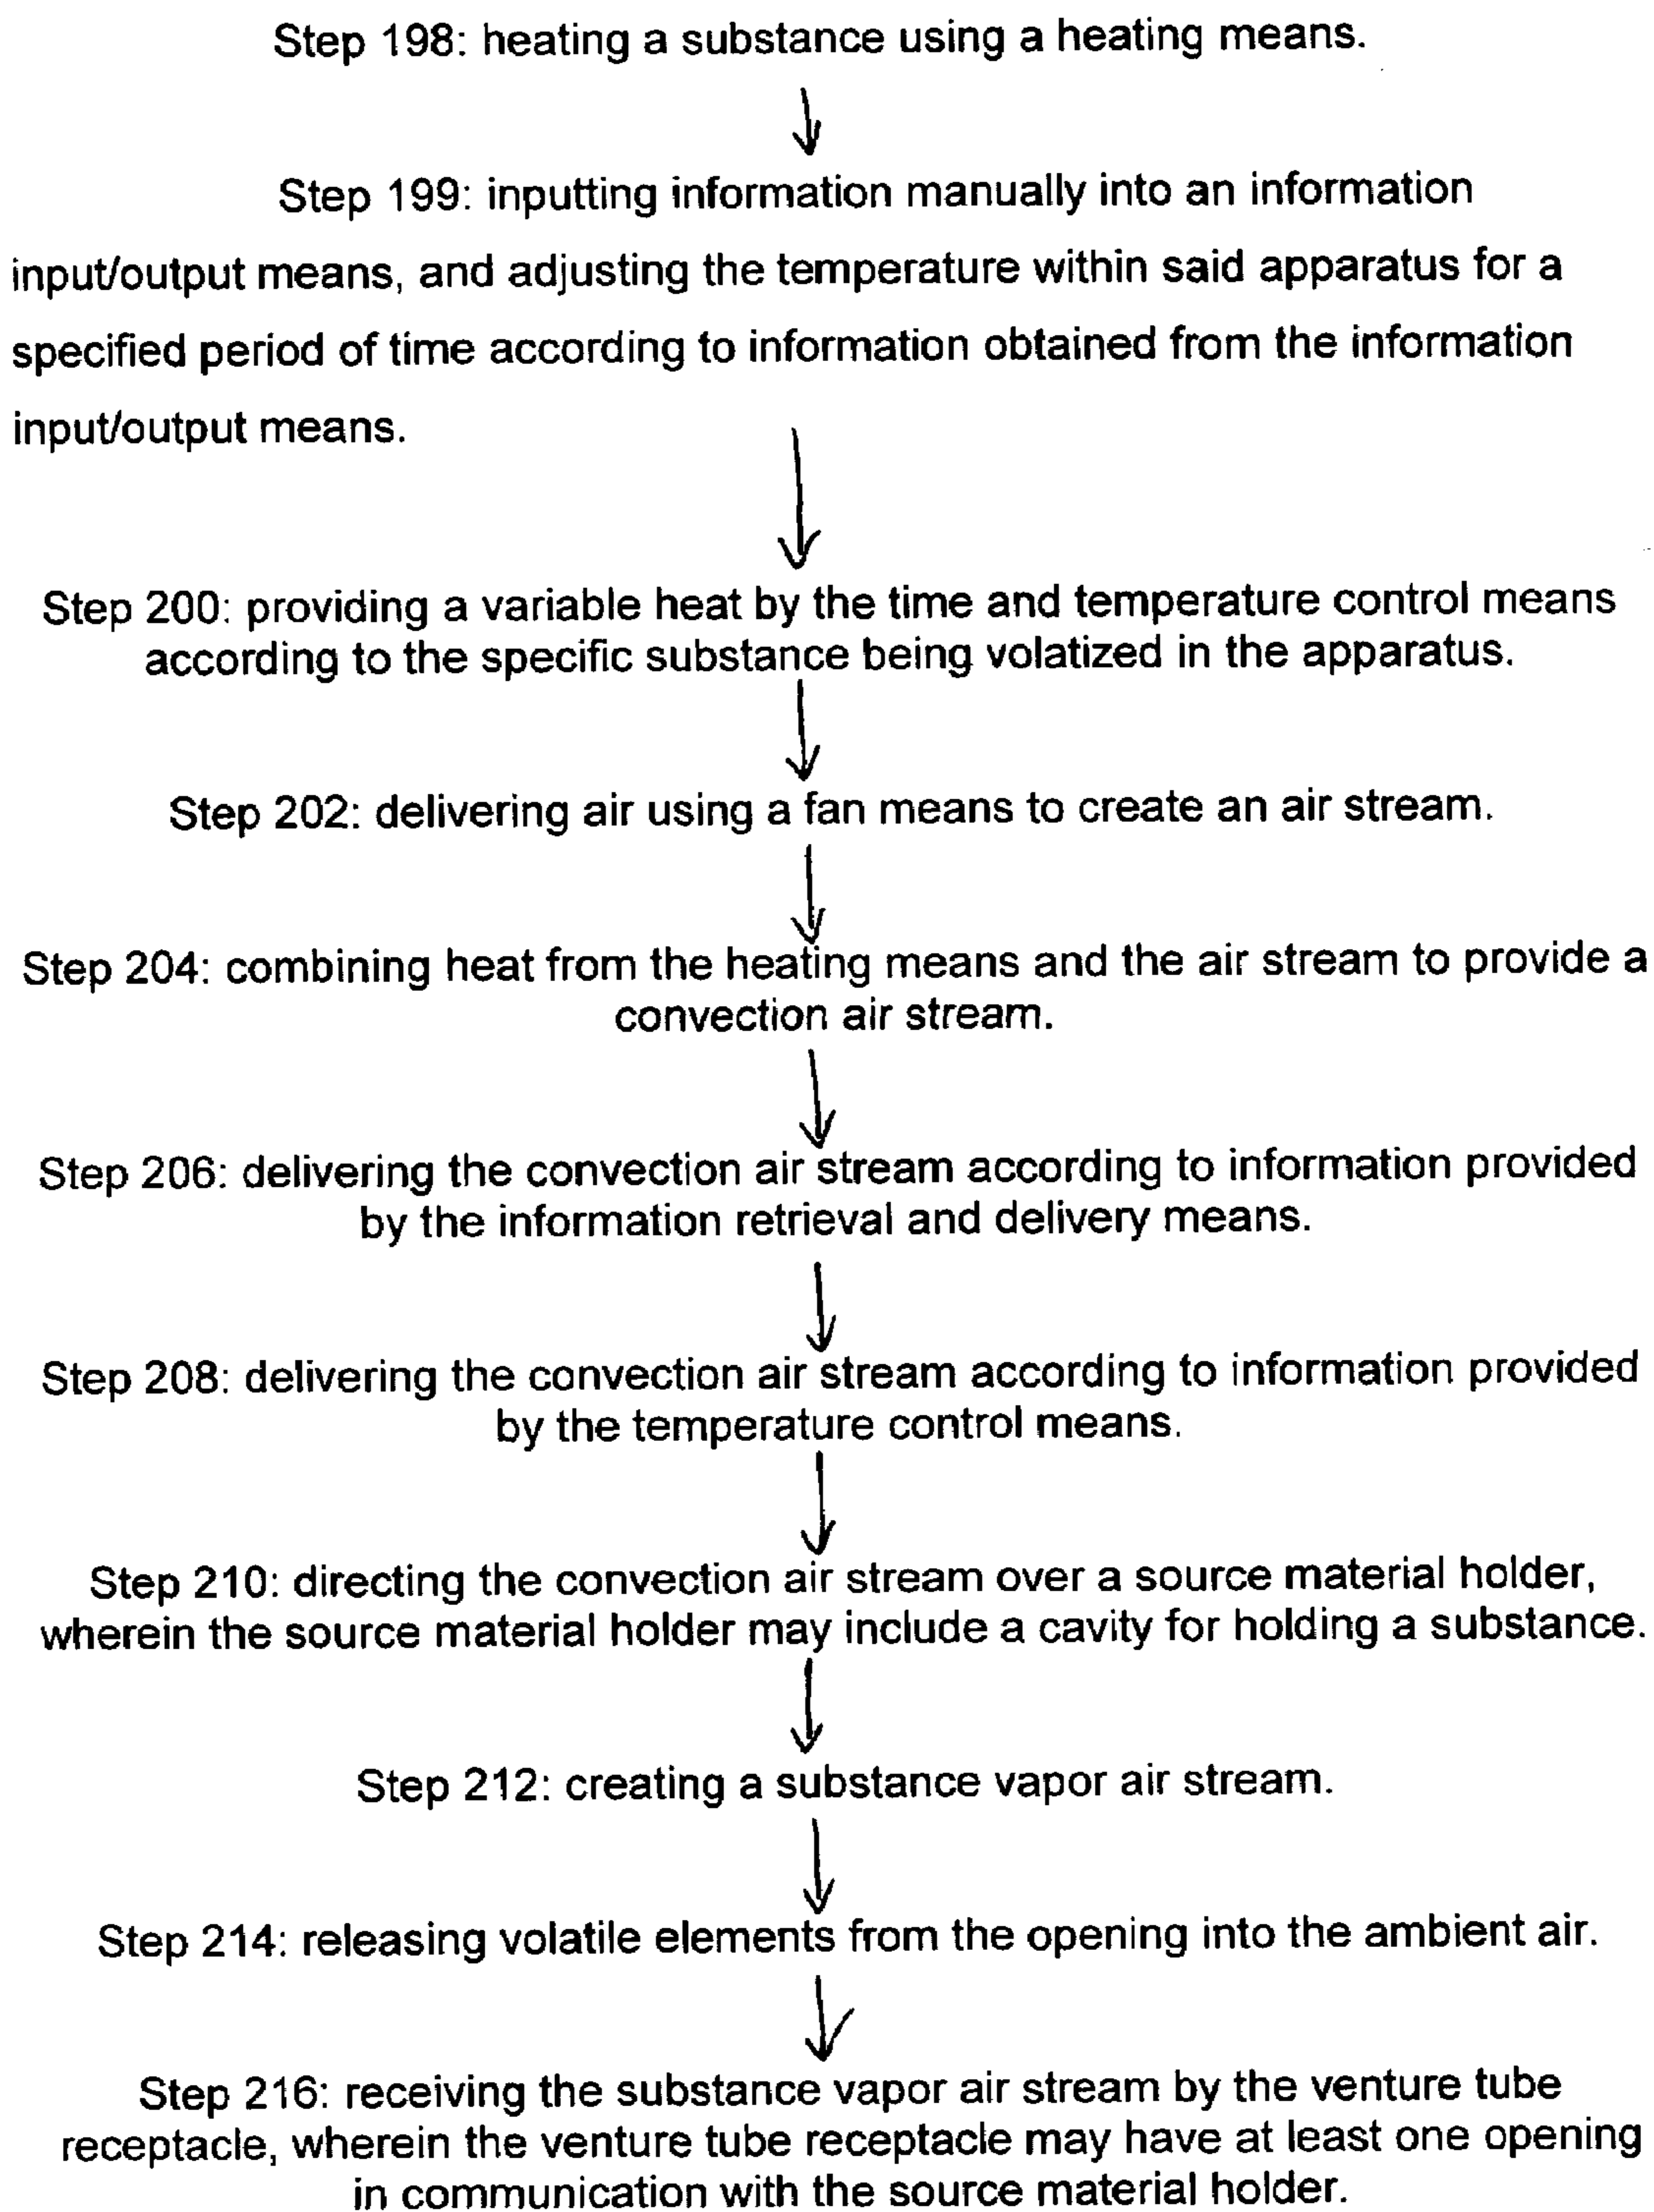 Step 198: heating a substance using a heating means.
Step 199: inputting information manually into an information
input/output means, and adjusting the temperature within said apparatus for a
specified period of time according to information obtained from the information
input/output means.
Step 200: providing a variable heat by the time and temperature control means
according to the specific substance being volatized in the apparatus.
Step 202: delivering air using a fan means to create an air stream.
Step 204: combining heat from the heating means and the air stream to provide a
convection air stream.
Step 206: delivering the convection air stream according to information provided
by the information retrieval and delivery means.
Step 208: delivering the convection air stream according to information provided
by the temperature control means.
Step 210: directing the convection air stream over a source material holder,
wherein the source material holder may include a cavity for holding a substance.
Step 212: creating a substance vapor air stream.
Step 214: releasing volatile elements from the opening into the ambient air.
Step 216: receiving the substance vapor air stream by the venture tube
receptacle, wherein the venture tube receptacle may have at least one opening
in communication with the source material holder.